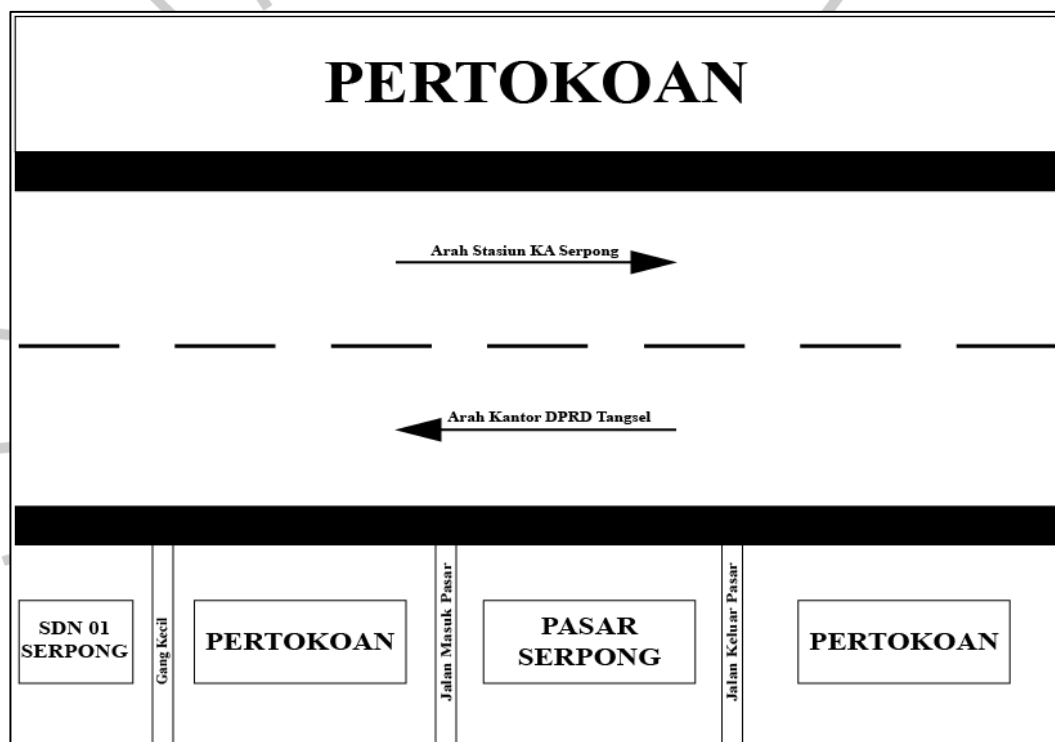 PERTOKOAN
Arah Stasiun KA Serpong
Arah Kantor DPRD Tangsel
SDN 01
SERPONG
Gang Kecil
PERTOKOAN
Jalan Masuk Pasar
PASAR
SERPONG
Jalan Keluar Pasar
PERTOKOAN